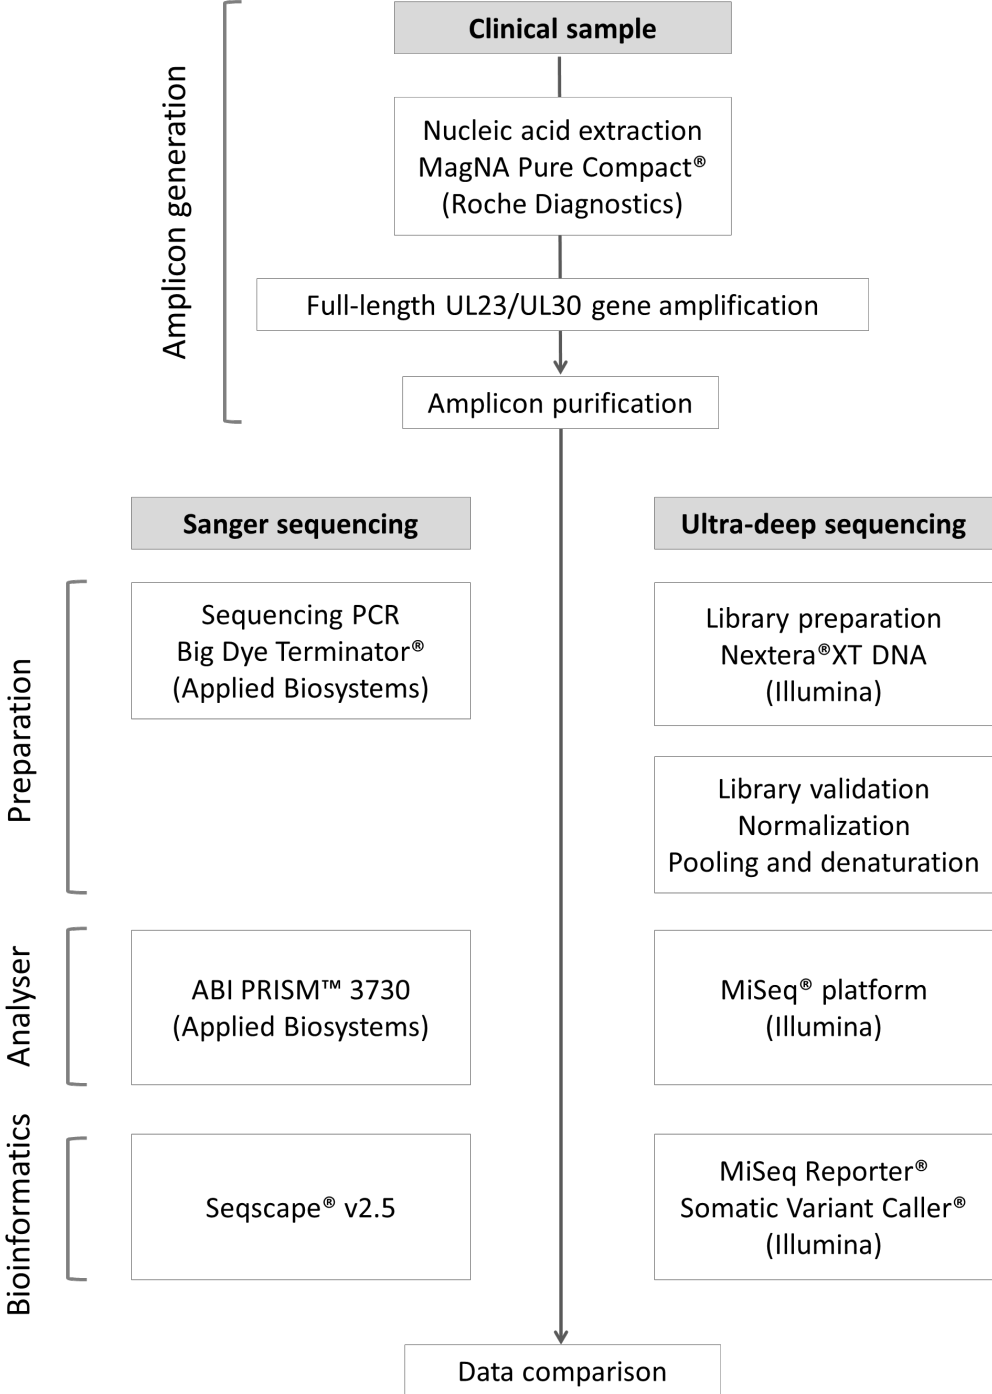 Clinical sample
Amplicon generation
Nucleic acid extraction
MagNA Pure Compact®
(Roche Diagnostics)
Full-length UL23/UL30 gene amplification
Amplicon purification
Sanger sequencing
Ultra-deep sequencing
Preparation
Sequencing PCR
Big Dye Terminator®
(Applied Biosystems)
Library preparation
Nextera®XT DNA
(Illumina)
Library validation
Normalization
Pooling and denaturation
Analyser
ABI PRISM™ 3730
(Applied Biosystems)
MiSeq® platform
(Illumina)
Bioinformatics
Seqscape® v2.5
MiSeq Reporter®
Somatic Variant Caller®
(Illumina)
Data comparison